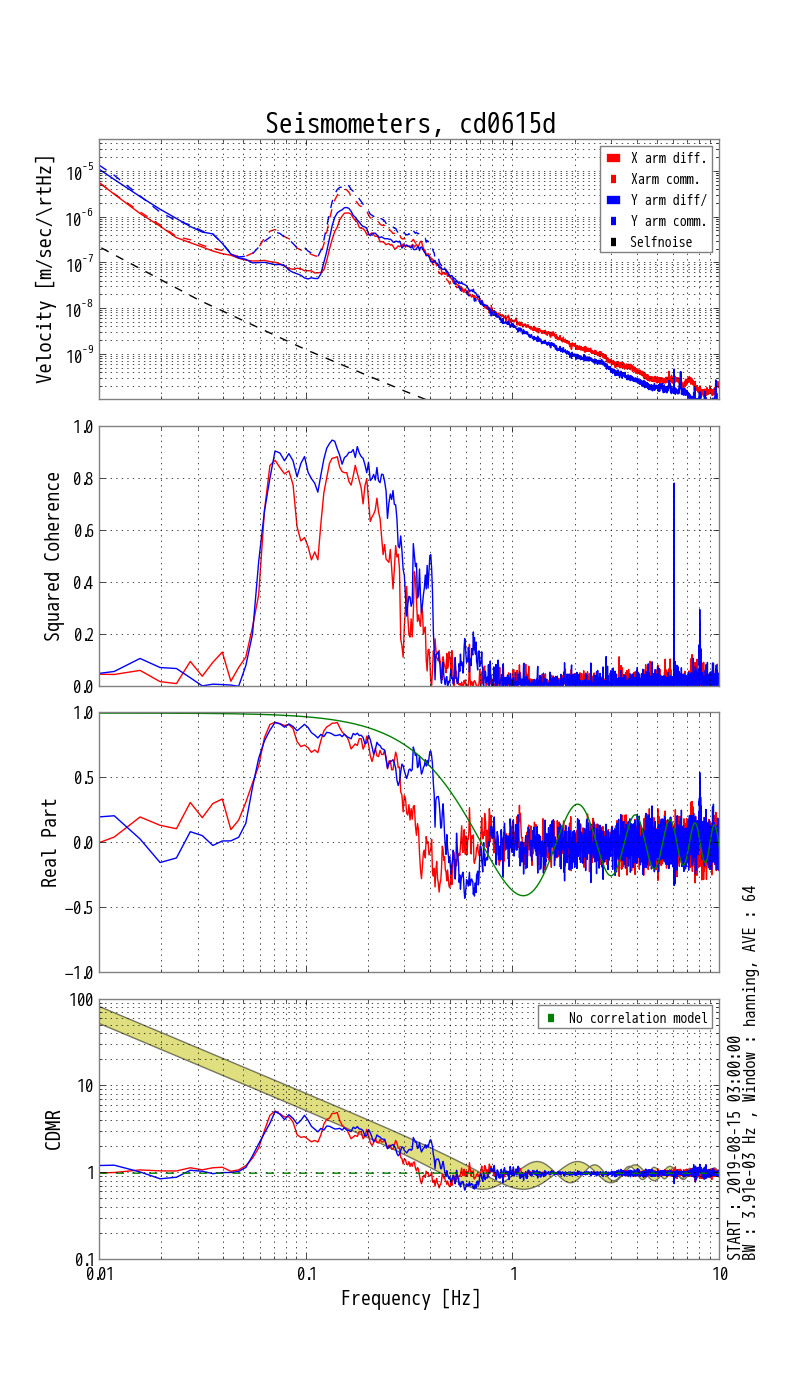 Seismometers, cd0615d
Velocity [m/sec/\rtHz]
10^-5
10^-6
10^-7
10^-8
10^-9
X arm diff.
Xarm comm.
Y arm diff/
Y arm comm.
Selfnoise
Squared Coherence
1.0
0.8
0.6
0.4
0.2
0.0
Real Part
1.0
0.5
0.0
−0.5
−1.0
CDMR
100
10
1
0.1
No correlation model
0.01
0.1
1
10
Frequency [Hz]
START : 2019-08-15 03:00:00
BW : 3.91e-03 Hz , Window : hanning, AVE : 64